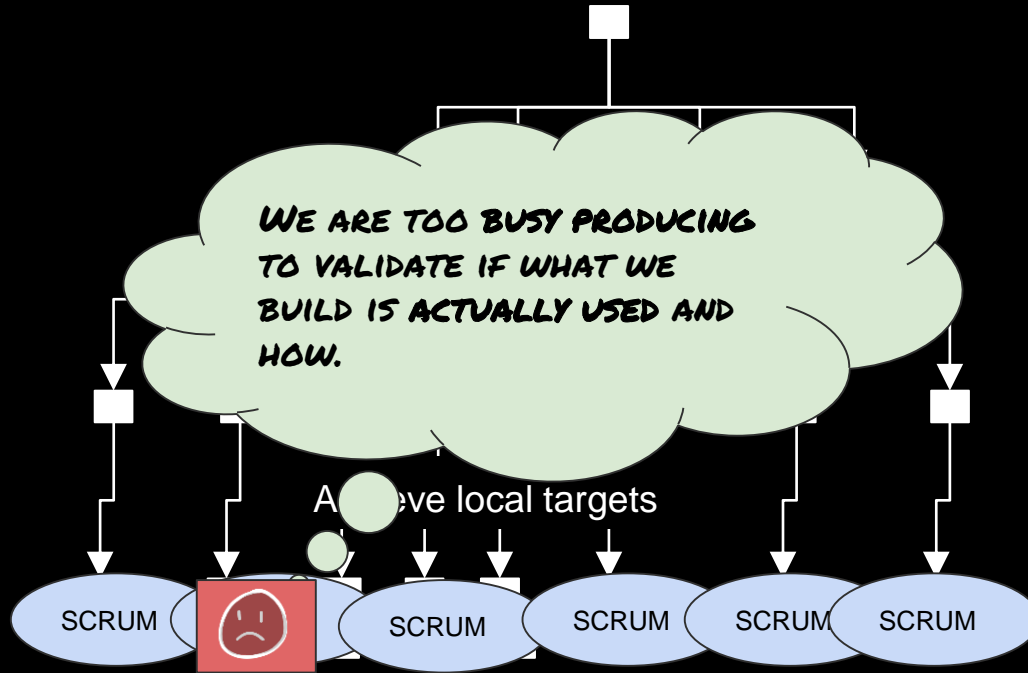 WE ARE TOO BUSY PRODUCING
TO VALIDATE IF WHAT WE
BUILD IS ACTUALLY USED AND
HOW.
local targets
SCRUM
SCRUM
SCRUM
SCRUM
SCRUM